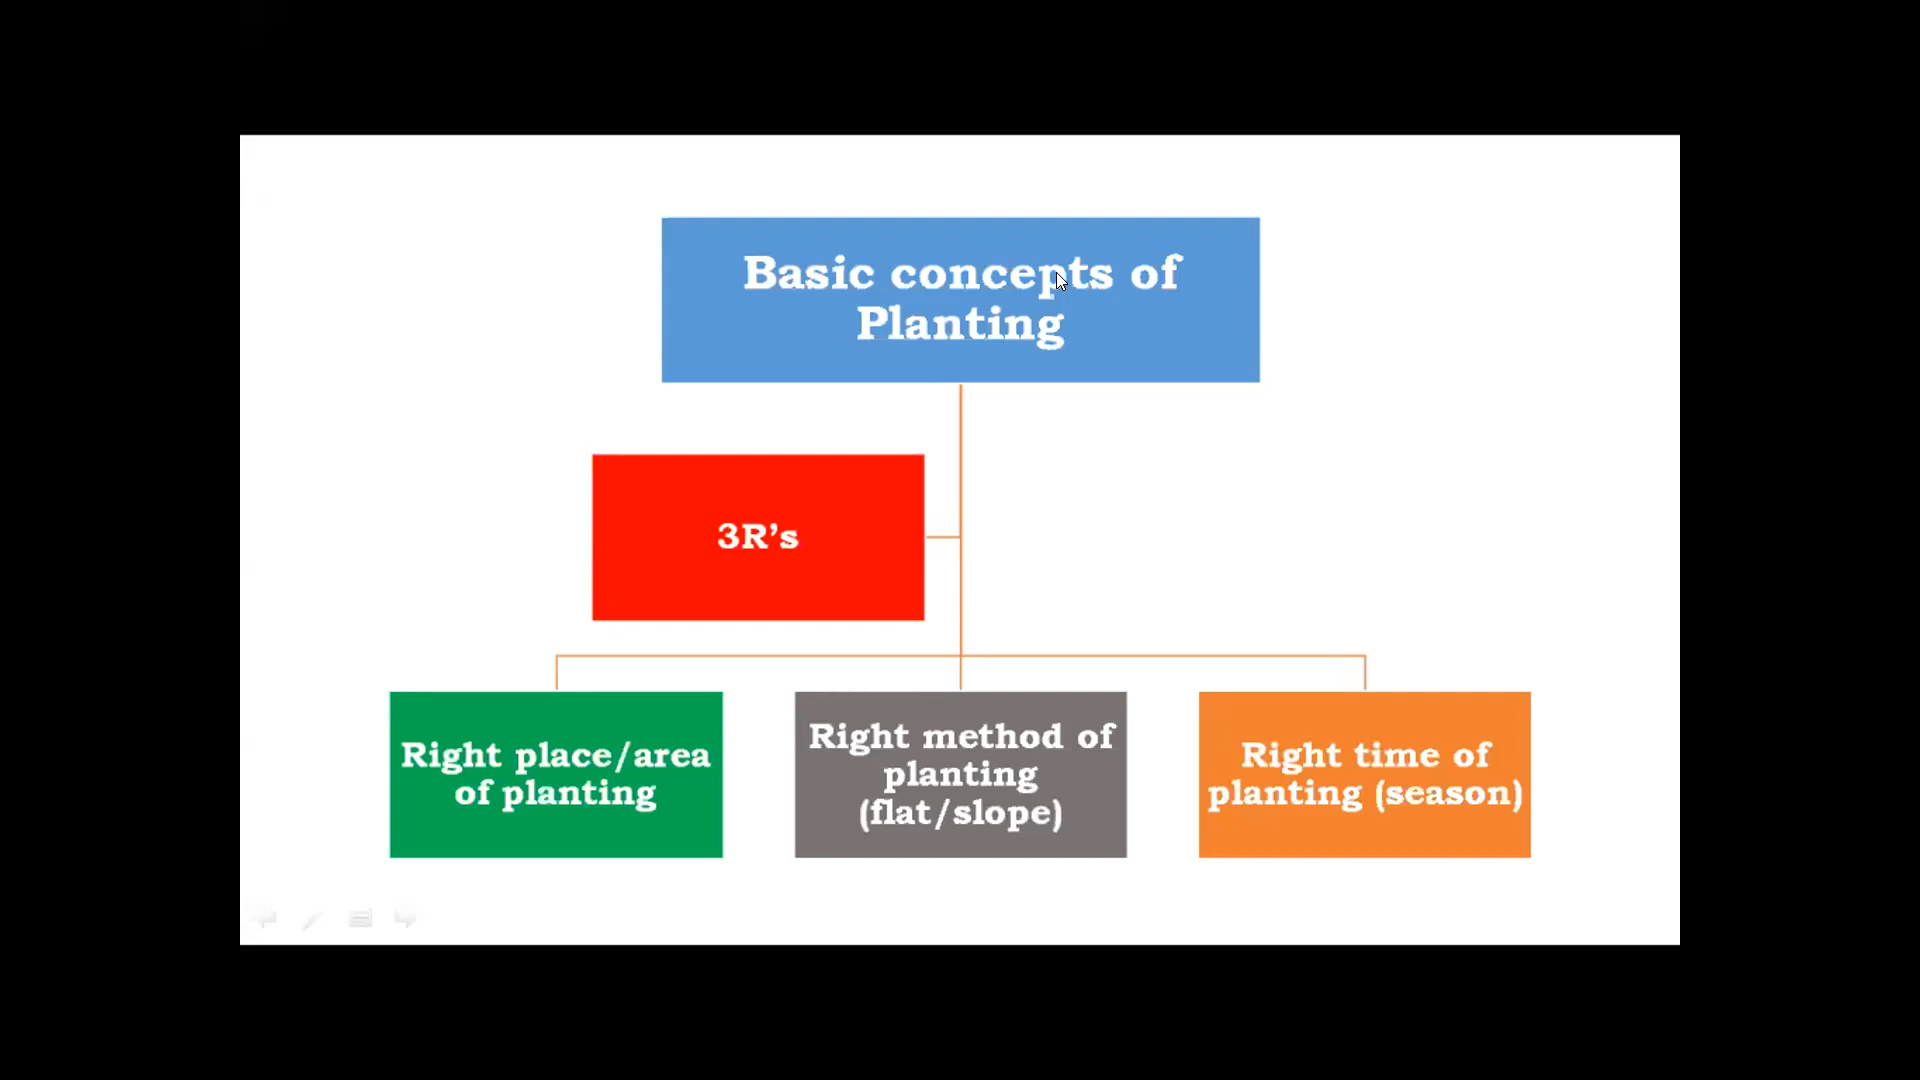 Basic concepts of
Planting
3R’s
Right place/area
of planting
Right method of
planting
(flat/slope)
Right time of
planting (season)